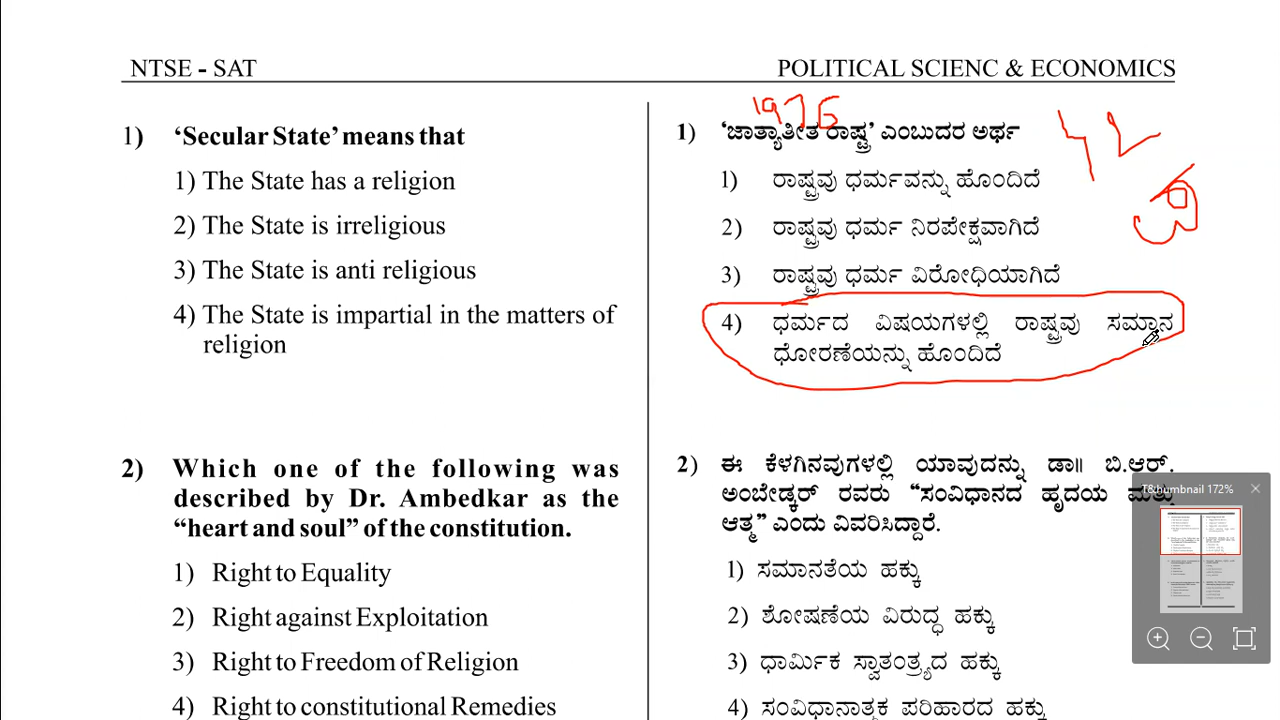 NTSE - SAT
POLITICAL SCIENC & ECONOMICS
1) ‘Secular State’ means that
1) The State has a religion
2) The State is irreligious
3) The State is anti religious
4) The State is impartial in the matters of
religion
2) Which one of the following was
described by Dr. Ambedkar as the
“heart and soul” of the constitution.
1) Right to Equality
2) Right against Exploitation
3) Right to Freedom of Religion
4) Right to constitutional Remedies
1976
1) ‘ಜಾತ್ಯಾತೀತ ರಾಷ್ಟ್ರ’ ಎಂಬುದರ ಅರ್ಥ
42
1) ರಾಷ್ಟ್ರವು ಧರ್ಮವನ್ನು ಹೊಂದಿದೆ
2) ರಾಷ್ಟ್ರವು ಧರ್ಮ ನಿರಪೇಕ್ಷವಾಗಿದೆ
3) ರಾಷ್ಟ್ರವು ಧರ್ಮ ವಿರೋಧಿಯಾಗಿದೆ
4) ಧರ್ಮದ ವಿಷಯಗಳಲ್ಲಿ ರಾಷ್ಟ್ರವು ಸಮಾನ
ಧೋರಣೆಯನ್ನು ಹೊಂದಿದೆ
2) ಈ ಕೆಳಗಿನವುಗಳಲ್ಲಿ ಯಾವುದನ್ನು ಡಾ॥ ಬಿ.ಆರ್.
ಅಂಬೇಡ್ಕರ್ ರವರು “ಸಂವಿಧಾನದ ಹೃದಯ ಮತ್ತು
ಆತ್ಮ” ಎಂದು ವಿವರಿಸಿದ್ದಾರೆ.
1) ಸಮಾನತೆಯ ಹಕ್ಕು
2) ಶೋಷಣೆಯ ವಿರುದ್ಧ ಹಕ್ಕು
3) ಧಾರ್ಮಿಕ ಸ್ವಾತಂತ್ರ್ಯದ ಹಕ್ಕು
4) ಸಂವಿಧಾನಾತ್ಮಕ ಪರಿಹಾರದ ಹಕ್ಕು
T&humbnail 172%